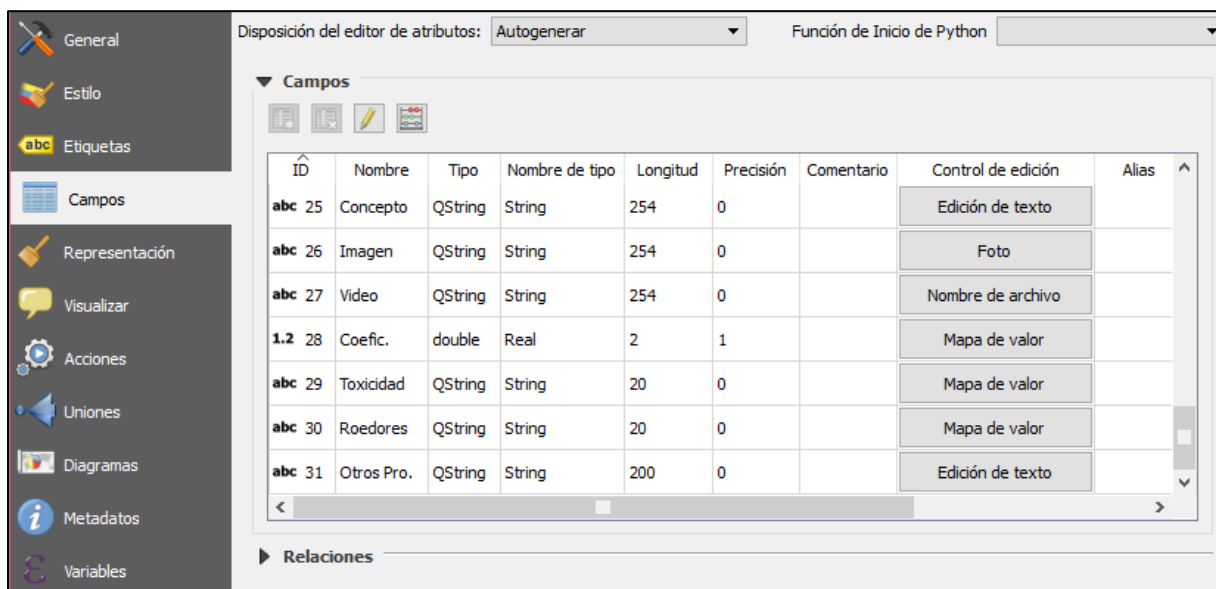 General
Estilo
abc Etiquetas
Campos
Representación
Visualizar
Acciones
Uniones
Diagramas
Metadatos
Variables
Disposición del editor de atributos: Autogenerar Función de Inicio de Python
Campos
ID Nombre Tipo Nombre de tipo Longitud Precisión Comentario Control de edición Alias
abc 25 Concepto QString String 254 0 Edición de texto
abc 26 Imagen QString String 254 0 Foto
abc 27 Video QString String 254 0 Nombre de archivo
1.2 28 Coefic. double Real 2 1 Mapa de valor
abc 29 Toxicidad QString String 20 0 Mapa de valor
abc 30 Roedores QString String 20 0 Mapa de valor
abc 31 Otros Pro. QString String 200 0 Edición de texto
Relaciones